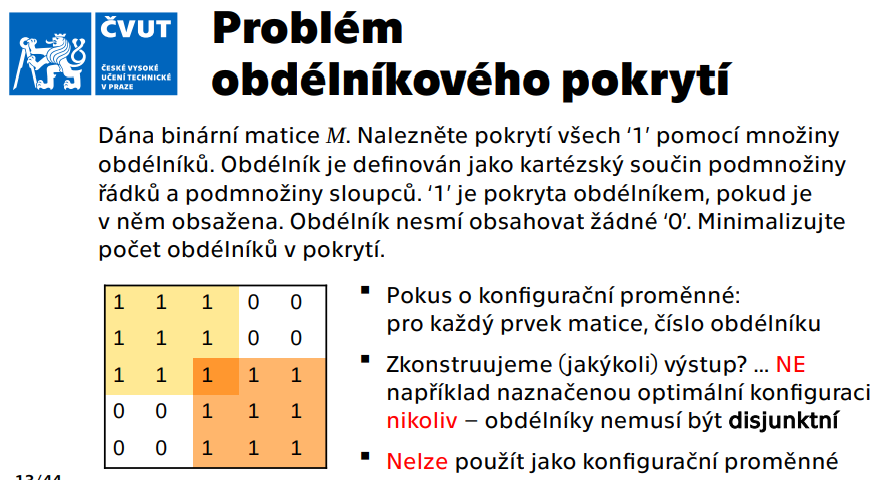 ČVUT
ČESKÉ VYSOKÉ
UČENÍ TECHNICKÉ
V PRAZE
Problém
obdélníkového pokrytí
Dána binární matice M. Nalezněte pokrytí všech ‘1’ pomocí množiny
obdélníků. Obdélník je definován jako kartézský součin podmnožiny
řádků a podmnožiny sloupců. ‘1’ je pokryta obdélníkem, pokud je
v něm obsažena. Obdélník nesmí obsahovat žádné ‘0’. Minimalizujte
počet obdélníků v pokrytí.
1 1 1 0 0
1 1 1 0 0
1 1 1 1 1
0 0 1 1 1
0 0 1 1 1
▪ Pokus o konfigurační proměnné:
pro každý prvek matice, číslo obdélníku
▪ Zkonstruujeme (jakýkoli) výstup? ... NE
například naznačenou optimální konfiguraci
nikoliv – obdélníky nemusí být disjunktní
▪ Nelze použít jako konfigurační proměnné
13/44